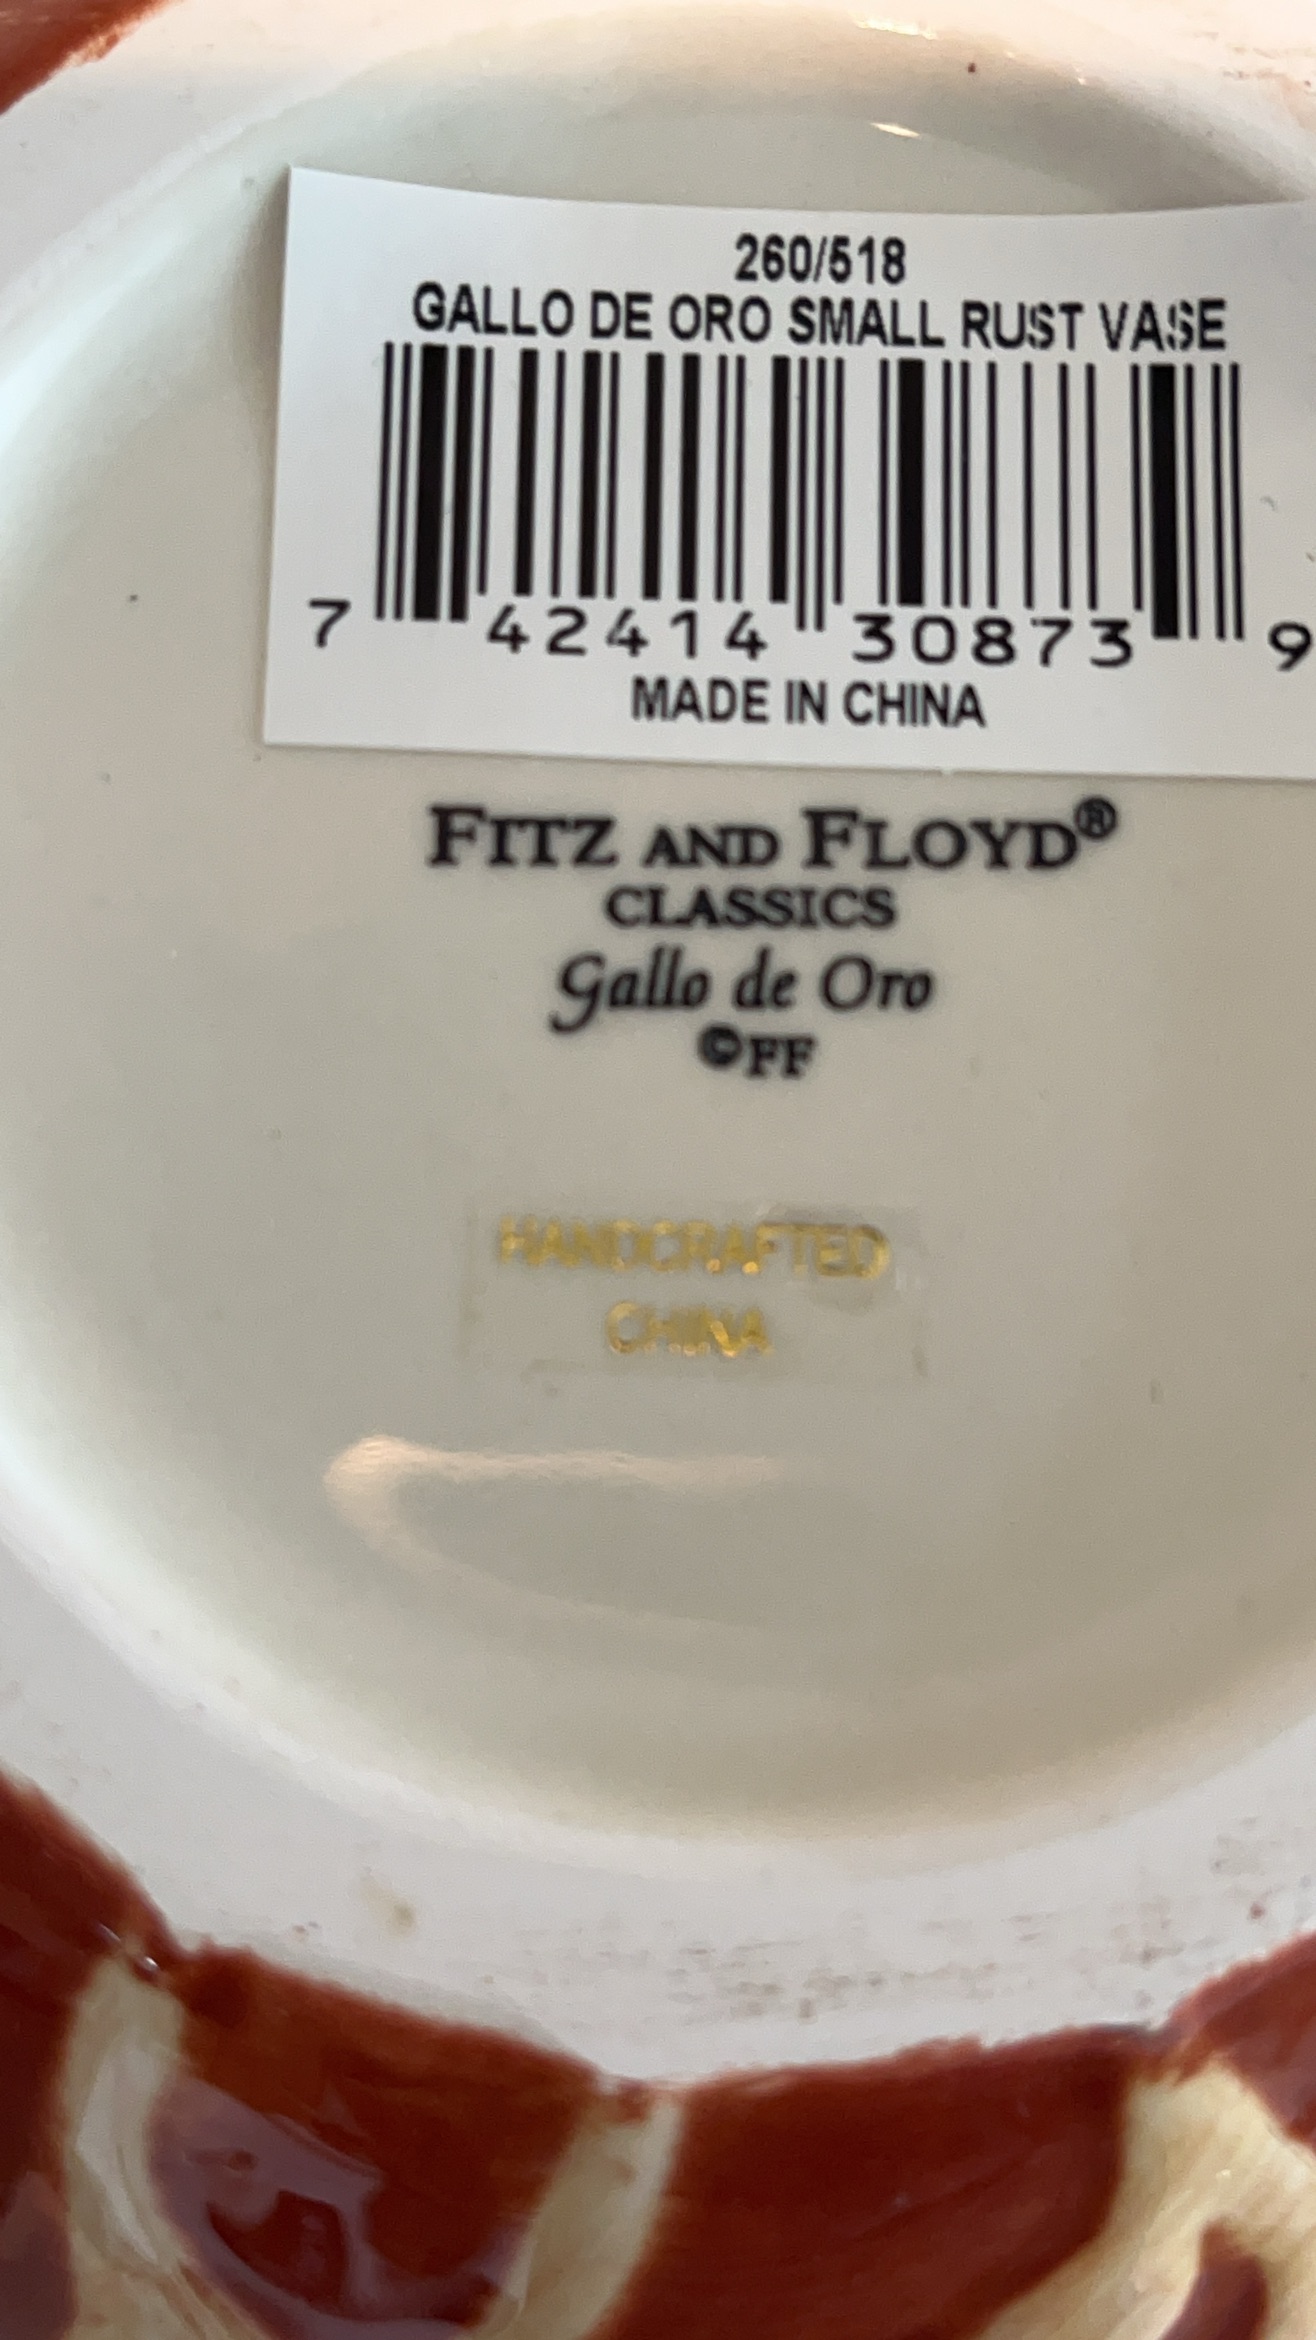 260/518
GALLO DE ORO SMALL RUST VASE
7 42414 30873 9
MADE IN CHINA
FITZ AND FLOYD®
CLASSICS
Gallo de Oro
©FF
HANDCRAFTED
CHINA